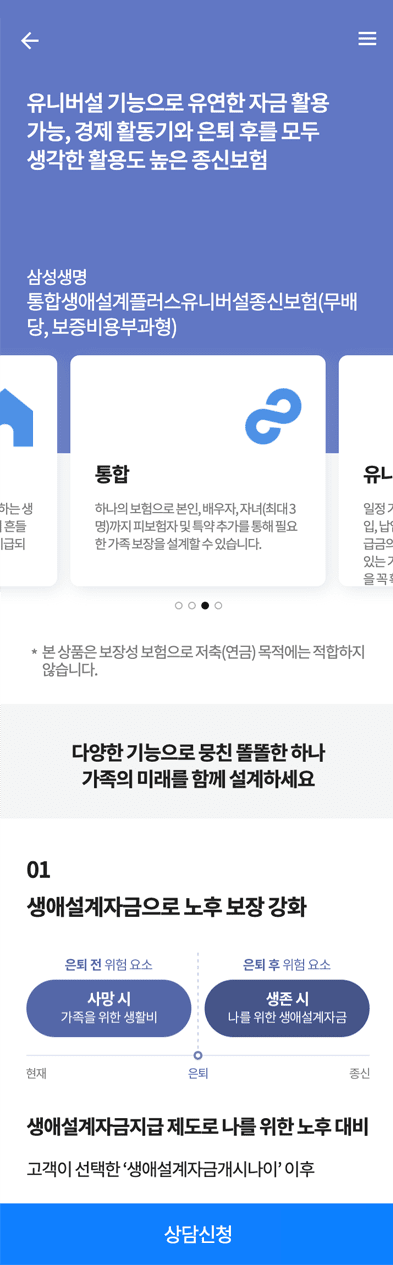 유니버설 기능으로 유연한 자금 활용
가능, 경제 활동기와 은퇴 후를 모두
생각한 활용도 높은 종신보험
삼성생명
통합생애설계플러스유니버설종신보험(무배
당, 보증비용부과형)
하는 생
흔들
급되
통합
하나의 보험으로 본인, 배우자, 자녀(최대 3
명)까지 피보험자 및 특약 추가를 통해 필요
한 가족 보장을 설계할 수 있습니다.
유니
일정 기
입, 납입
급금의
있는 기
을 꼭 확
* 본 상품은 보장성 보험으로 저축(연금) 목적에는 적합하지
않습니다.
다양한 기능으로 뭉친 똘똘한 하나
가족의 미래를 함께 설계하세요
01
생애설계자금으로 노후 보장 강화
은퇴 전 위험 요소
은퇴 후 위험 요소
사망 시
가족을 위한 생활비
생존 시
나를 위한 생애설계자금
현재
은퇴
종신
생애설계자금지급 제도로 나를 위한 노후 대비
고객이 선택한 ‘생애설계자금개시나이’ 이후
상담신청